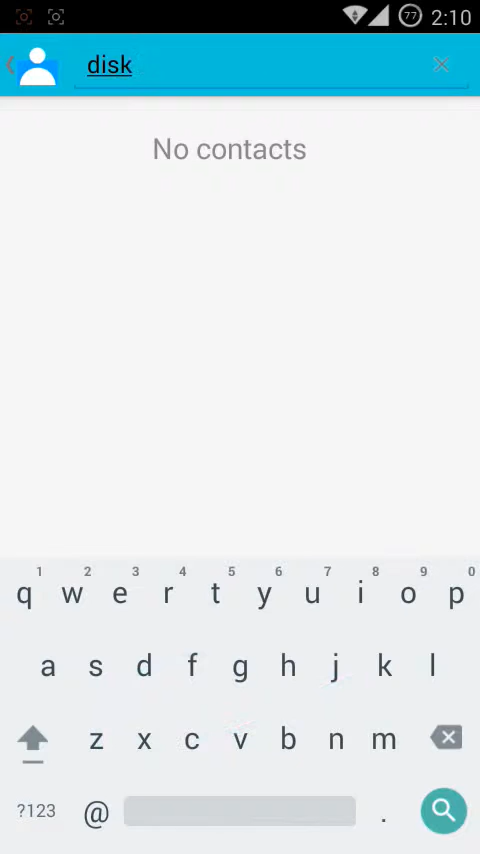 77 2:10
disk
No contacts
1 2 3 4 5 6 7 8 9 0
q w e r t y u i o p
a s d f g h j k l
z x c v b n m
?123 @ .